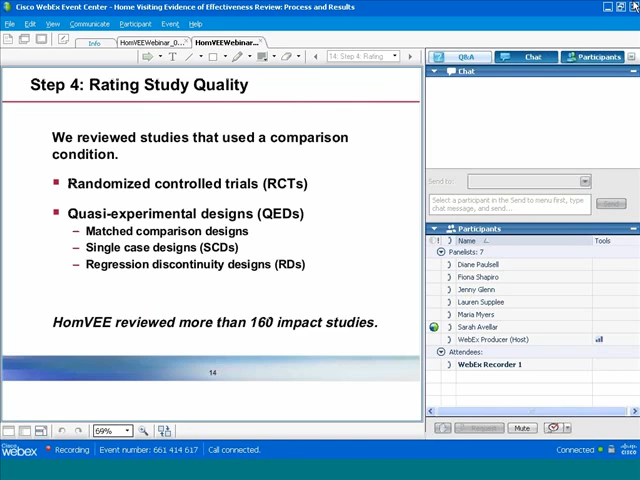 Cisco WebEx Event Center - Home Visiting Evidence of Effectiveness Review: Process and Results
File Edit View Communicate Participant Event Help
Info HomVEEWebinar_0... HomVEEWebinar_...
14: Step 4: Rating
Step 4: Rating Study Quality
We reviewed studies that used a comparison
condition.
Randomized controlled trials (RCTs)
Quasi-experimental designs (QEDs)
– Matched comparison designs
– Single case designs (SCDs)
– Regression discontinuity designs (RDs)
HomVEE reviewed more than 160 impact studies.
14
69%
Q&A Chat Participants
Chat
Send to:
Select a participant in the Send to menu first, type
chat message, and send...
Send
Participants
Name Tools
Panelists: 7
Diane Paulsell
Fiona Shapiro
Jenny Glenn
Lauren Supplee
Maria Myers
Sarah Avellar
WebEx Producer (Host)
Attendees:
WebEx Recorder 1
Request Mute
Cisco webex Recording Event number: 661 414 617 Call connected. Connected CISCO